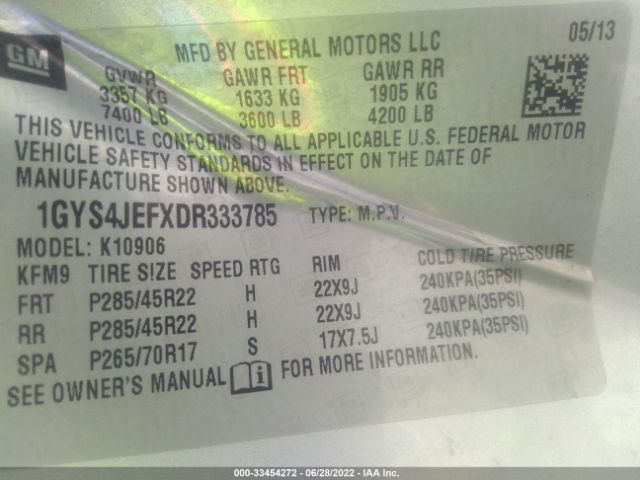 GM
MFD BY GENERAL MOTORS LLC 05/13
GVWR GAWR FRT GAWR RR
3357 KG 1633 KG 1905 KG
7400 LB 3600 LB 4200 LB
THIS VEHICLE CONFORMS TO ALL APPLICABLE U.S. FEDERAL MOTOR
VEHICLE SAFETY STANDARDS IN EFFECT ON THE DATE OF
MANUFACTURE SHOWN ABOVE.
1GYS4JEFXDR333785 TYPE: M.P.V.
MODEL: K10906
KFM9 TIRE SIZE SPEED RTG RIM COLD TIRE PRESSURE
FRT P285/45R22 H 22X9J 240KPA(35PSI)
RR P285/45R22 H 22X9J 240KPA(35PSI)
SPA P265/70R17 S 17X7.5J 240KPA(35PSI)
SEE OWNER'S MANUAL i FOR MORE INFORMATION.
000-33454272 - 06/28/2022 - IAA Inc.